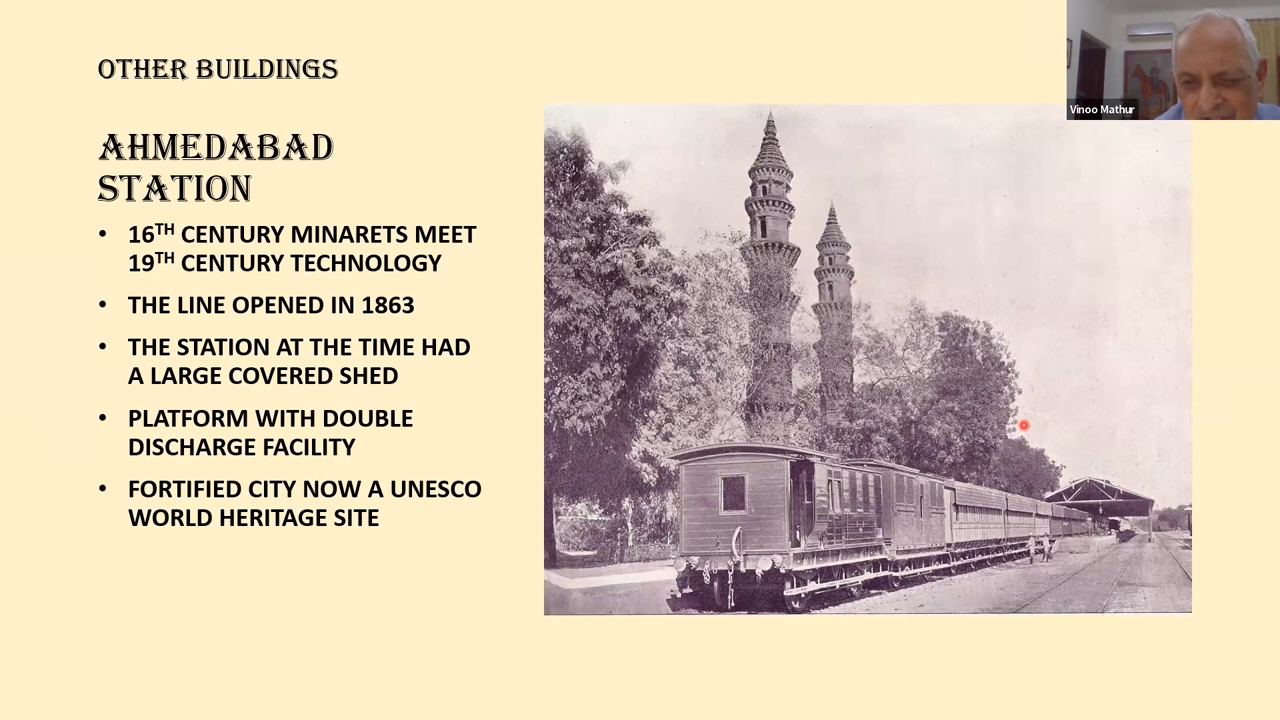 OTHER BUILDINGS
AHMEDABAD
STATION
• 16TH CENTURY MINARETS MEET
19TH CENTURY TECHNOLOGY
• THE LINE OPENED IN 1863
• THE STATION AT THE TIME HAD
A LARGE COVERED SHED
• PLATFORM WITH DOUBLE
DISCHARGE FACILITY
• FORTIFIED CITY NOW A UNESCO
WORLD HERITAGE SITE
Vinoo Mathur